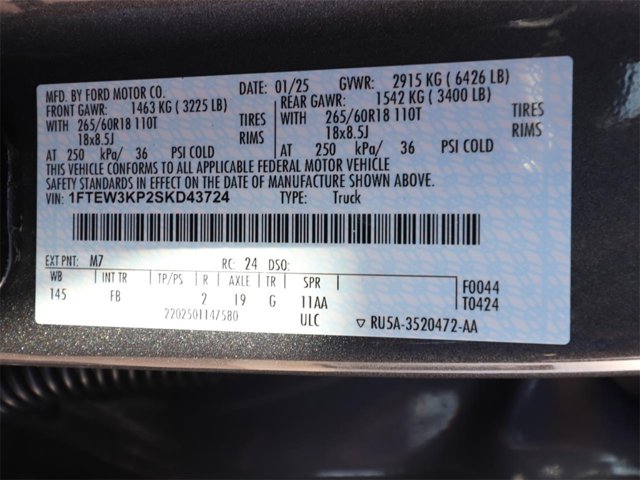 MFD. BY FORD MOTOR CO. DATE: 01/25 GVWR: 2915 KG ( 6426 LB)
FRONT GAWR: 1463 KG ( 3225 LB) REAR GAWR: 1542 KG ( 3400 LB)
WITH 265/60R18 110T TIRES WITH 265/60R18 110T TIRES
18x8.5J RIMS 18x8.5J RIMS
AT 250 kPa/ 36 PSI COLD AT 250 kPa/ 36 PSI COLD
THIS VEHICLE CONFORMS TO ALL APPLICABLE FEDERAL MOTOR VEHICLE
SAFETY STANDARDS IN EFFECT ON THE DATE OF MANUFACTURE SHOWN ABOVE.
VIN: 1FTEW3KP2SKD43724 TYPE: Truck
EXT PNT: M7 RC: 24 DSO:
WB INT TR TP/PS R AXLE TR SPR
145 FB 2 19 G 11AA
F0044
T0424
2202501147580 ULC ▽ RU5A-3520472-AA